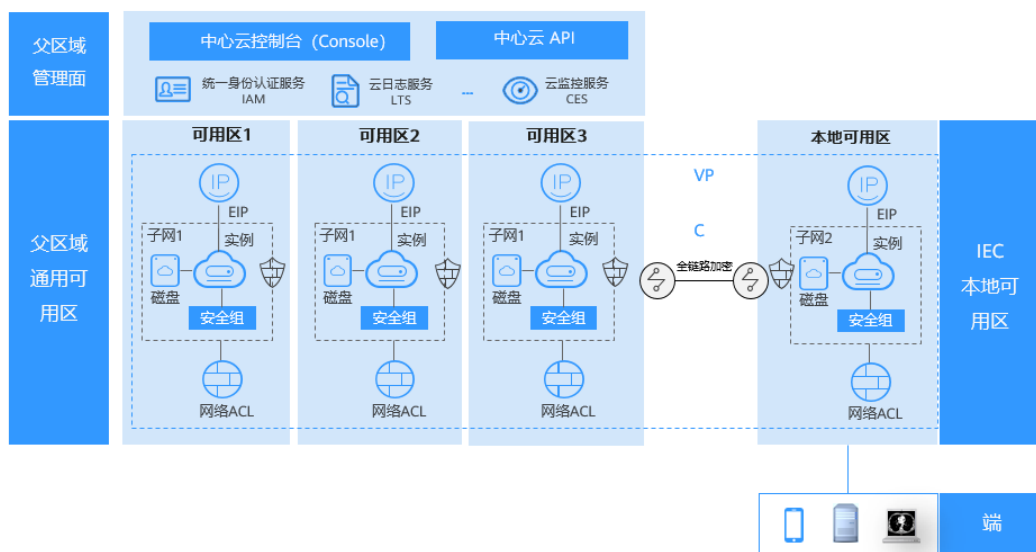 父区域
管理面
中心云控制台（Console）
中心云 API
统一身份认证服务
IAM
云日志服务
LTS
...
云监控服务
CES
父区域
通用可
用区
可用区1
IP
EIP
子网1
实例
磁盘
安全组
网络ACL
可用区2
IP
EIP
子网1
实例
磁盘
安全组
网络ACL
可用区3
IP
EIP
子网1
实例
磁盘
安全组
网络ACL
VP
C
全链路加密
本地可用区
IP
EIP
子网2
实例
磁盘
安全组
网络ACL
IEC
本地可
用区
端